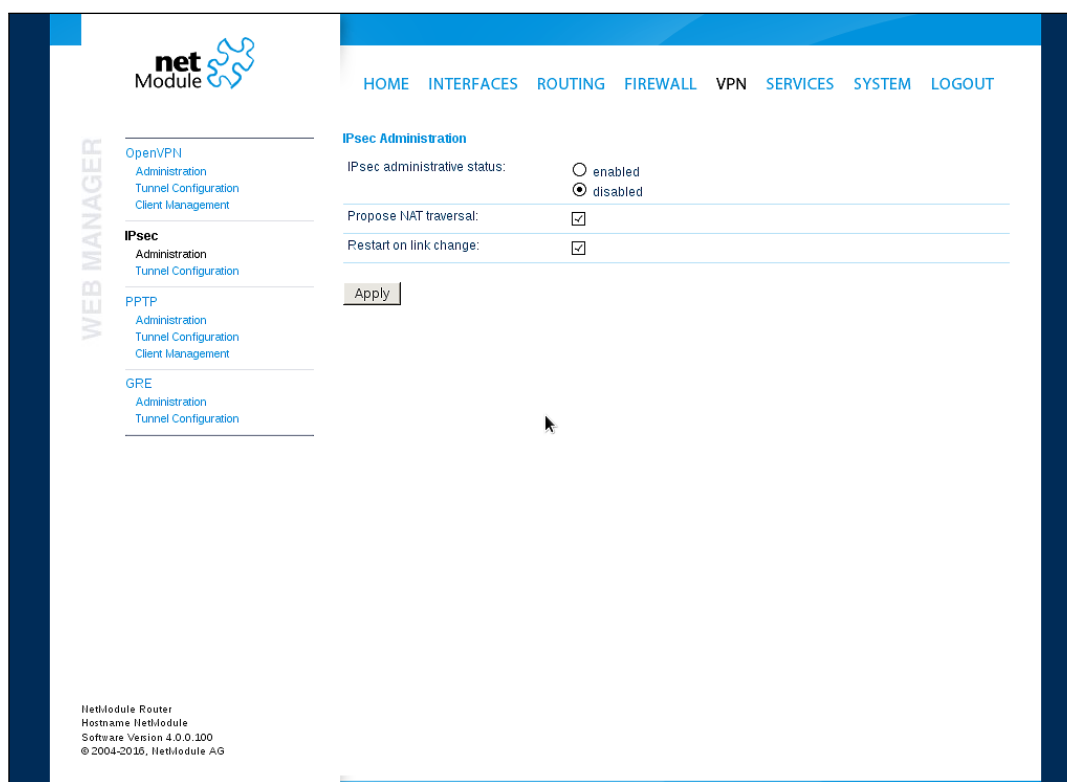 net
Module
HOME INTERFACES ROUTING FIREWALL VPN SERVICES SYSTEM LOGOUT
WEB MANAGER
OpenVPN
Administration
Tunnel Configuration
Client Management
IPsec
Administration
Tunnel Configuration
PPTP
Administration
Tunnel Configuration
Client Management
GRE
Administration
Tunnel Configuration
IPsec Administration
IPsec administrative status:
enabled
disabled
Propose NAT traversal:
Restart on link change:
Apply
NetModule Router
Hostname NetModule
Software Version 4.0.0.100
© 2004-2016, NetModule AG